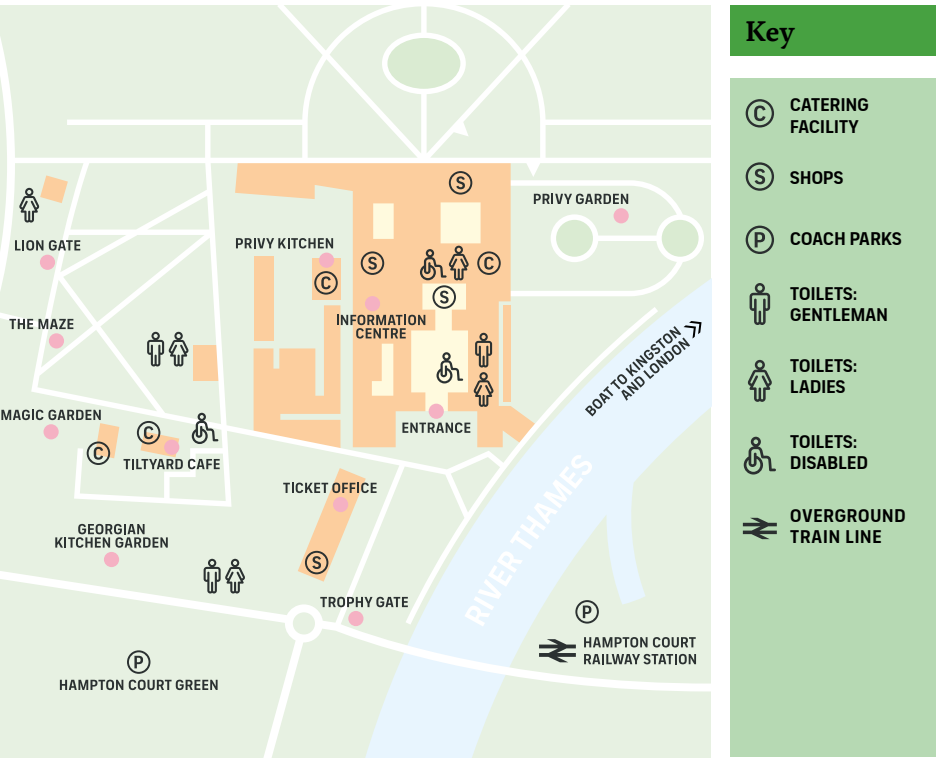 Key
S
PRIVY GARDEN
LION GATE
PRIVY KITCHEN
S
C
C
S
INFORMATION
CENTRE
THE MAZE
BOAT TO KINGSTON
AND LONDON
MAGIC GARDEN
C
C
TILTYARD CAFE
ENTRANCE
TICKET OFFICE
RIVER THAMES
GEORGIAN
KITCHEN GARDEN
S
TROPHY GATE
P
HAMPTON COURT
RAILWAY STATION
P
HAMPTON COURT GREEN
C
CATERING
FACILITY
S
SHOPS
P
COACH PARKS
TOILETS:
GENTLEMAN
TOILETS:
LADIES
TOILETS:
DISABLED
OVERGROUND
TRAIN LINE